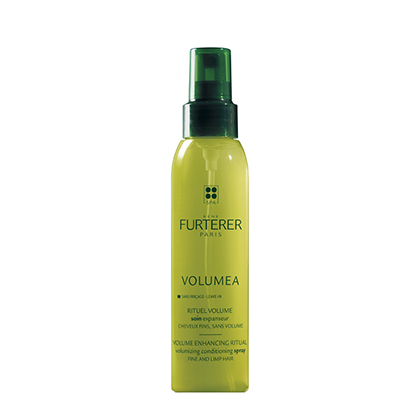 RENE
FURTERER
PARIS
VOLUMEA
SANS RINÇAGE-LEAVE-IN
RITUEL VOLUME
soin expanseur
CHEVEUX FINS, SANS VOLUME
VOLUME ENHANCING RITUAL
volumizing conditioning spray
FINE AND LIMP HAIR